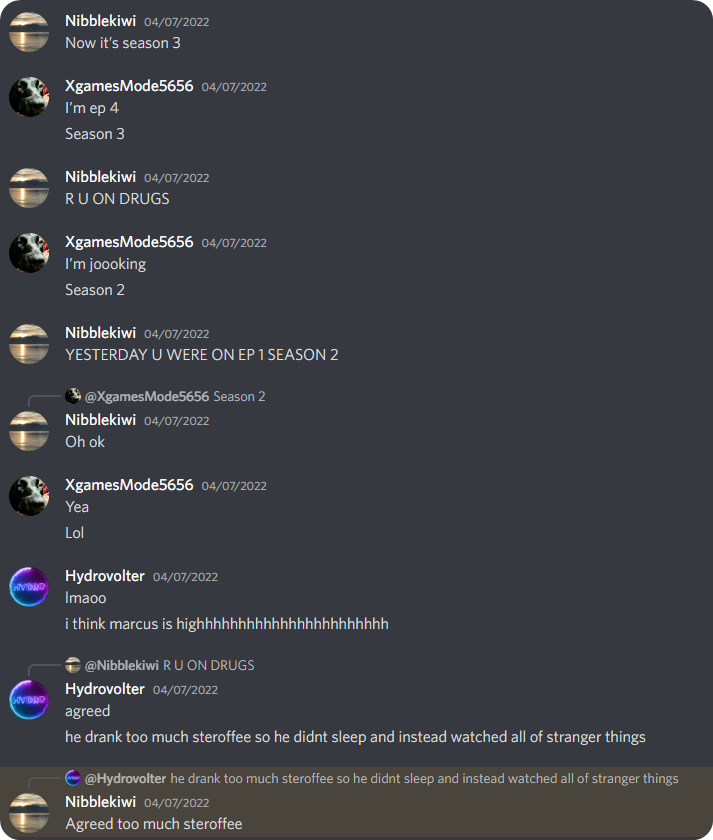 Nibblekiwi 04/07/2022
Now it's season 3
XgamesMode5656 04/07/2022
I'm ep 4
Season 3
Nibblekiwi 04/07/2022
R U ON DRUGS
XgamesMode5656 04/07/2022
I'm joooking
Season 2
Nibblekiwi 04/07/2022
YESTERDAY U WERE ON EP 1 SEASON 2
@XgamesMode5656 Season 2
Nibblekiwi 04/07/2022
Oh ok
XgamesMode5656 04/07/2022
Yea
Lol
HYDRO
Hydrovolter 04/07/2022
lmaoo
i think marcus is highhhhhhhhhhhhhhhhhhhhhhh
@Nibblekiwi R U ON DRUGS
HYDRO
Hydrovolter 04/07/2022
agreed
he drank too much steroffee so he didnt sleep and instead watched all of stranger things
@Hydrovolter he drank too much steroffee so he didnt sleep and instead watched all of stranger things
Nibblekiwi 04/07/2022
Agreed too much steroffee